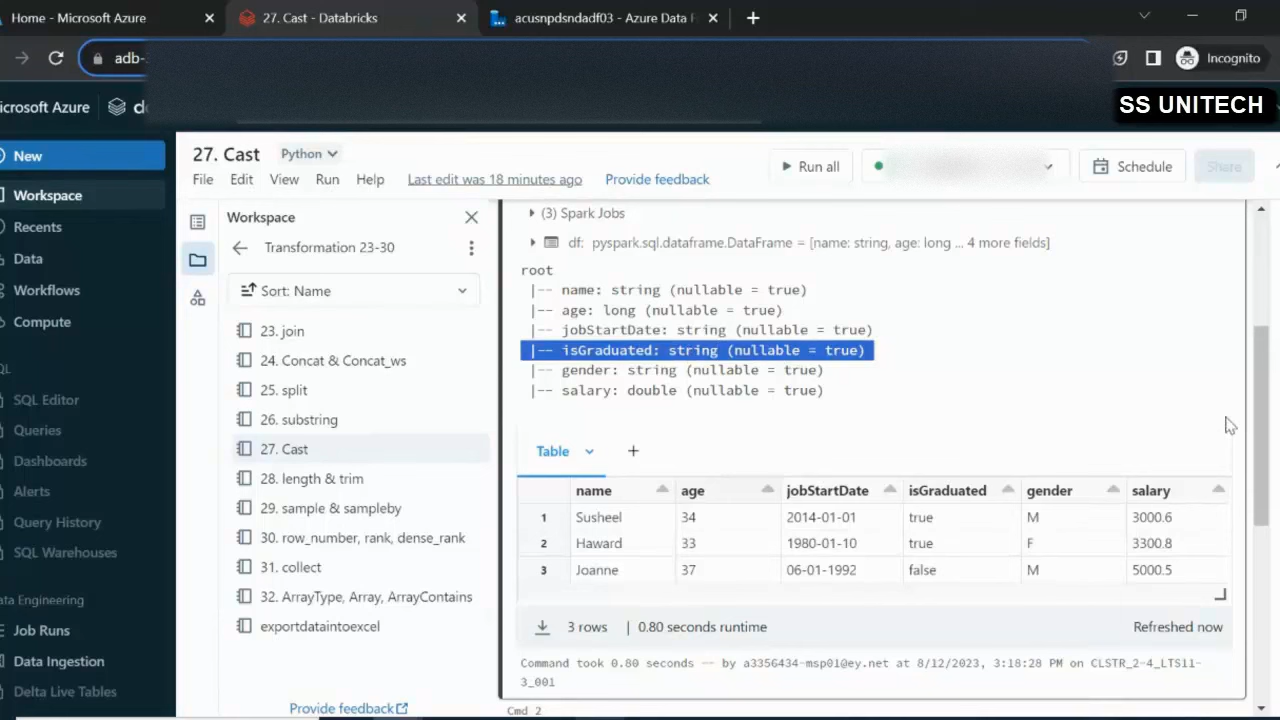 Home - Microsoft Azure
27. Cast - Databricks
acusnpdsndadf03 - Azure Data F
adb-
Incognito
SS UNITECH
icrosoft Azure
New
Workspace
Recents
Data
Workflows
Compute
QL
SQL Editor
Queries
Dashboards
Alerts
Query History
SQL Warehouses
ata Engineering
Job Runs
Data Ingestion
Delta Live Tables
27. Cast
Python
Run all
Schedule
Share
File Edit View Run Help Last edit was 18 minutes ago Provide feedback
Workspace
Transformation 23-30
Sort: Name
23. join
24. Concat & Concat_ws
25. split
26. substring
27. Cast
28. length & trim
29. sample & sampleby
30. row_number, rank, dense_rank
31. collect
32. ArrayType, Array, ArrayContains
exportdataintoexcel
Provide feedback
(3) Spark Jobs
df: pyspark.sql.dataframe.DataFrame = [name: string, age: long ... 4 more fields]
root
|-- name: string (nullable = true)
|-- age: long (nullable = true)
|-- jobStartDate: string (nullable = true)
|-- isGraduated: string (nullable = true)
|-- gender: string (nullable = true)
|-- salary: double (nullable = true)
Table +
name age jobStartDate isGraduated gender salary
1 Susheel 34 2014-01-01 true M 3000.6
2 Haward 33 1980-01-10 true F 3300.8
3 Joanne 37 06-01-1992 false M 5000.5
3 rows | 0.80 seconds runtime Refreshed now
Command took 0.80 seconds -- by a3356434-msp01@ey.net at 8/12/2023, 3:18:28 PM on CLSTR_2-4_LTS11-
3_001
Cmd 2